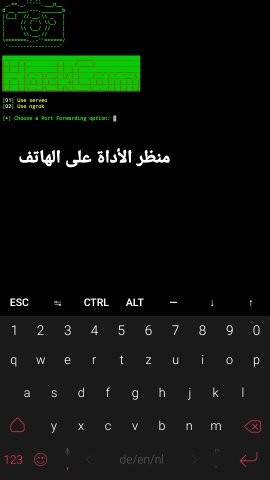 HackCam
[01] Use serveo
[02] Use ngrok
[+] Choose a Port Forwarding option:
منظر الأداة على الهاتف
ESC CTRL ALT — ↓ ↑
1 2 3 4 5 6 7 8 9 0
q w e r t z u i o p
a s d f g h j k l
y x c v b n m
123 , de/en/nl .